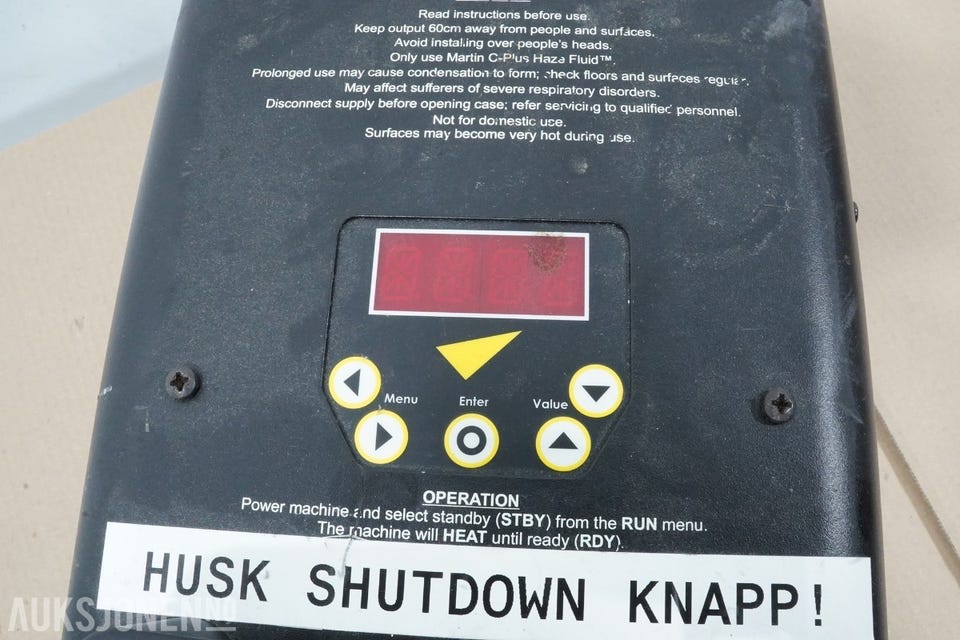 Read instructions before use.
Keep output 60cm away from people and surfaces.
Avoid installing over people's heads.
Only use Martin C-Plus Haze Fluid™.
Prolonged use may cause condensation to form; check floors and surfaces regular.
May affect sufferers of severe respiratory disorders.
Disconnect supply before opening case; refer servicing to qualified personnel.
Not for domestic use.
Surfaces may become very hot during use.
Menu Enter Value
OPERATION
Power machine and select standby (STBY) from the RUN menu.
The machine will HEAT until ready (RDY).
HUSK SHUTDOWN KNAPP!
AUKSJONEN.NO